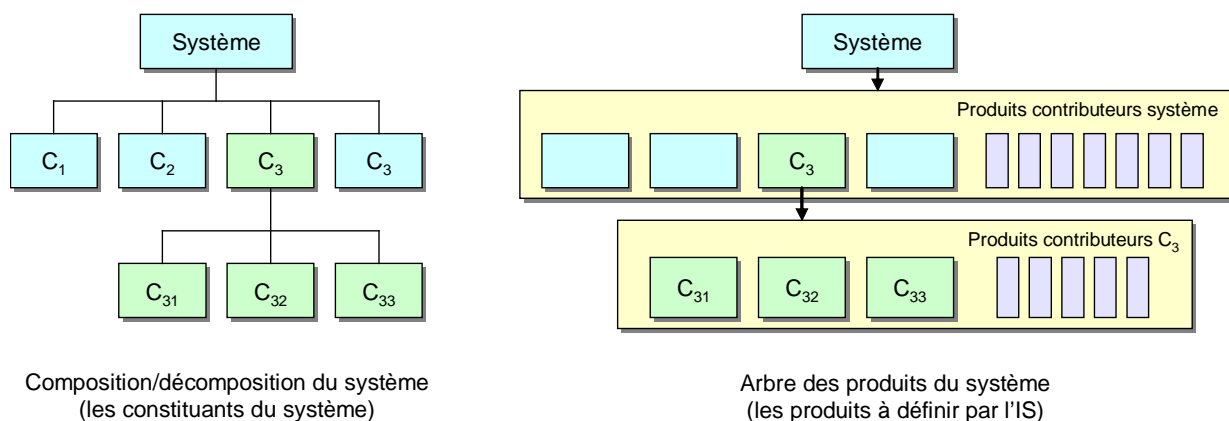 Système
C₁
C₂
C₃
C₃
C₃₁
C₃₂
C₃₃
Composition/décomposition du système
(les constituants du système)
Système
Produits contributeurs système
C₃
Produits contributeurs C₃
C₃₁
C₃₂
C₃₃
Arbre des produits du système
(les produits à définir par l'IS)